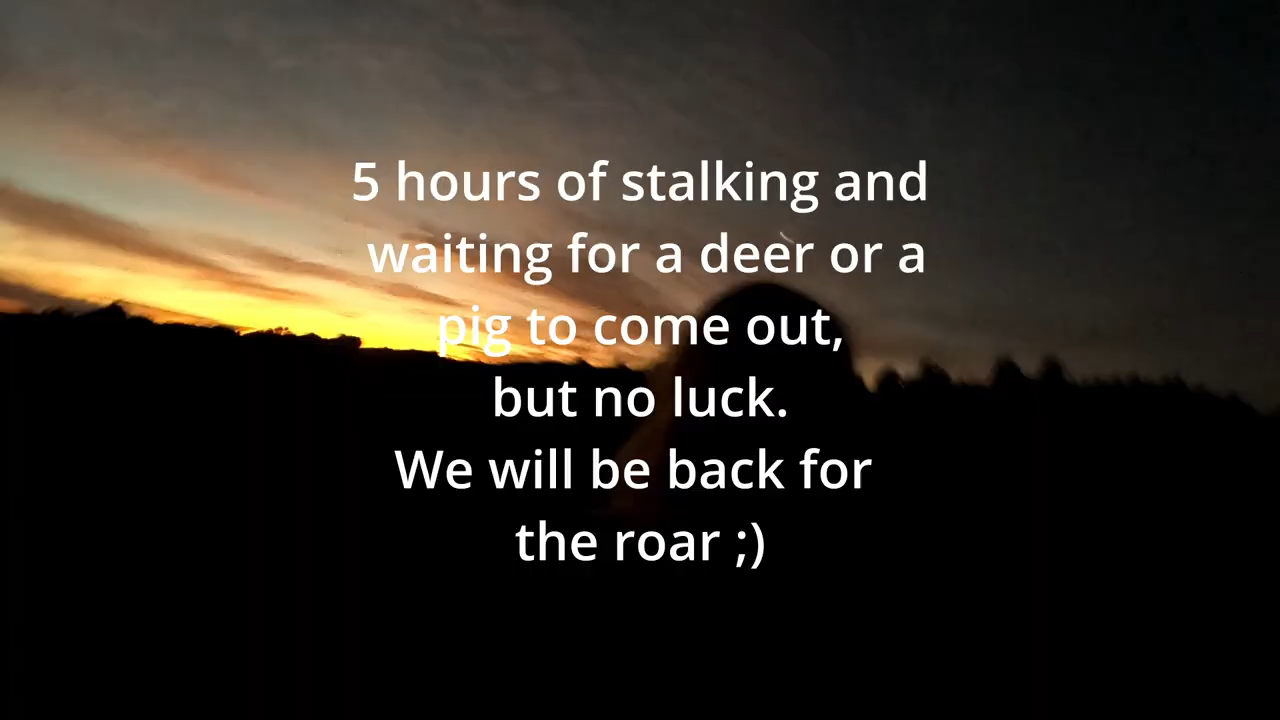 5 hours of stalking and
waiting for a deer or a
pig to come out,
but no luck.
We will be back for
the roar ;)